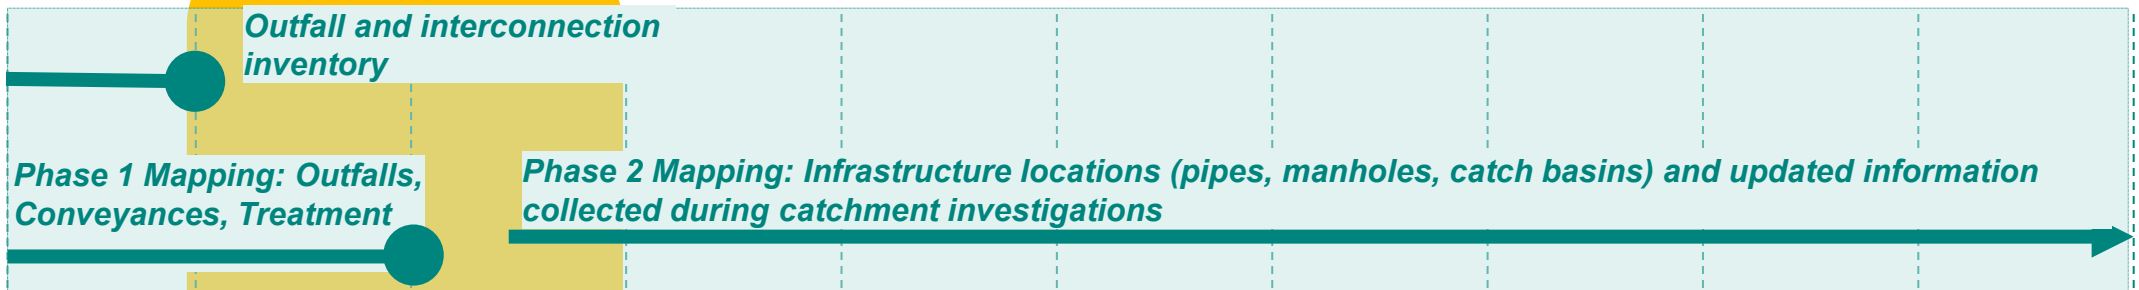 Outfall and interconnection
inventory
Phase 1 Mapping: Outfalls,
Conveyances, Treatment
Phase 2 Mapping: Infrastructure locations (pipes, manholes, catch basins) and updated information
collected during catchment investigations